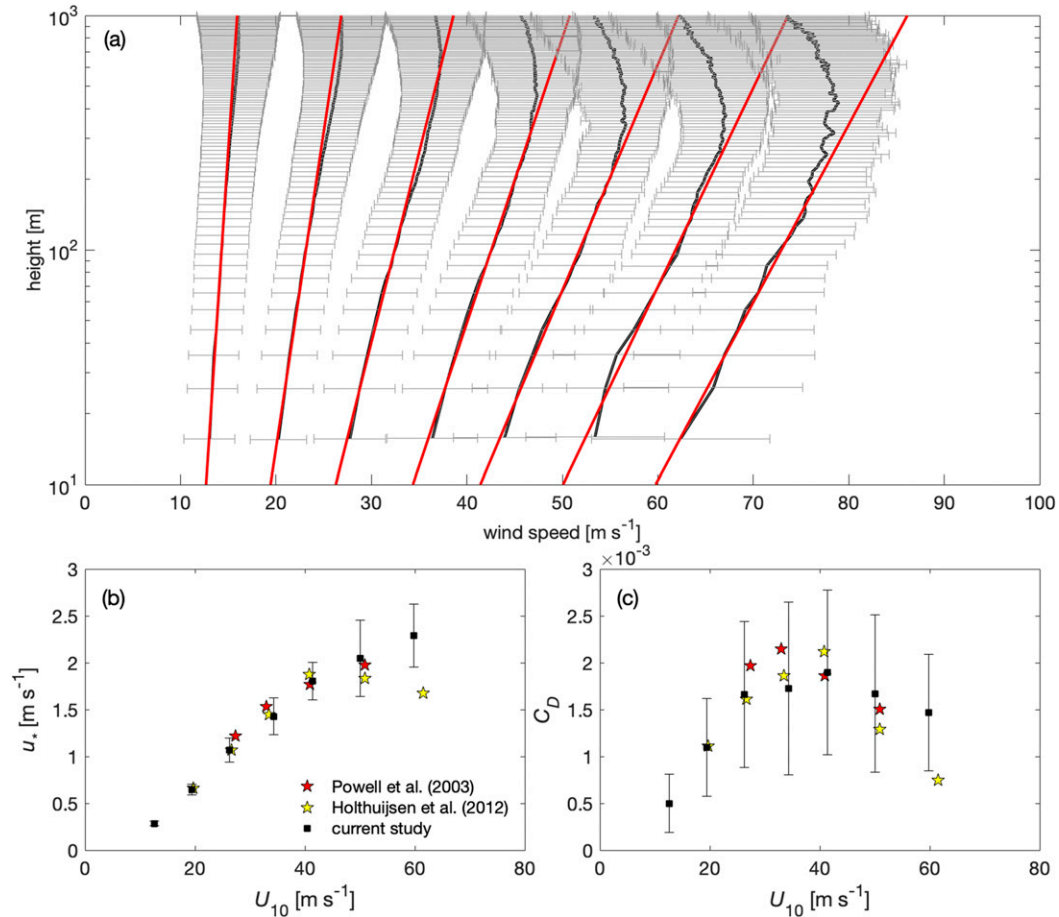 (a)
10³
10²
10¹
height [m]
0 10 20 30 40 50 60 70 80 90 100
wind speed [m s⁻¹]
(b)
3
2.5
2
1.5
1
0.5
0
u* [m s⁻¹]
Powell et al. (2003)
Holthuijsen et al. (2012)
current study
0 20 40 60 80
U₁₀ [m s⁻¹]
×10⁻³
(c)
3
2.5
2
1.5
1
0.5
0
C_D
0 20 40 60 80
U₁₀ [m s⁻¹]